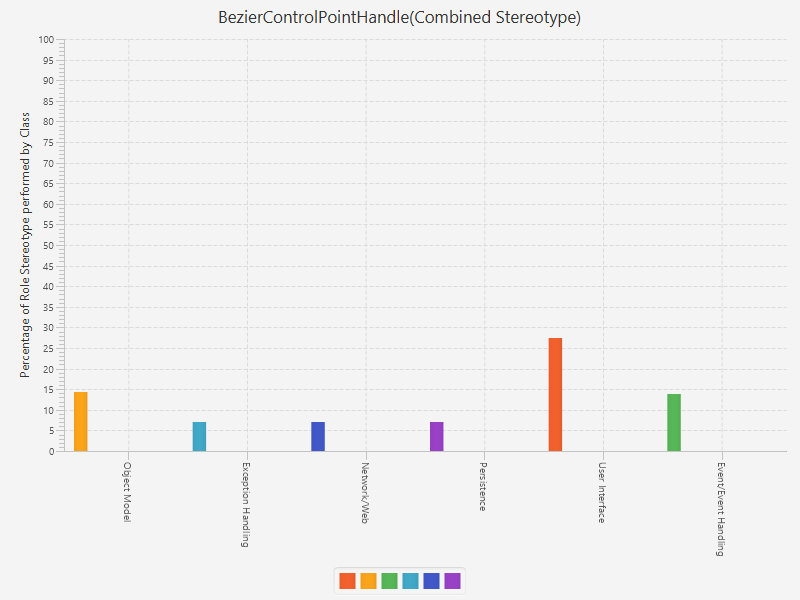 BezierControlPointHandle(Combined Stereotype)
Percentage of Role Stereotype performed by Class
100
95
90
85
80
75
70
65
60
55
50
45
40
35
30
25
20
15
10
5
0
Object Model
Exception Handling
Network/Web
Persistence
User Interface
Event/Event Handling